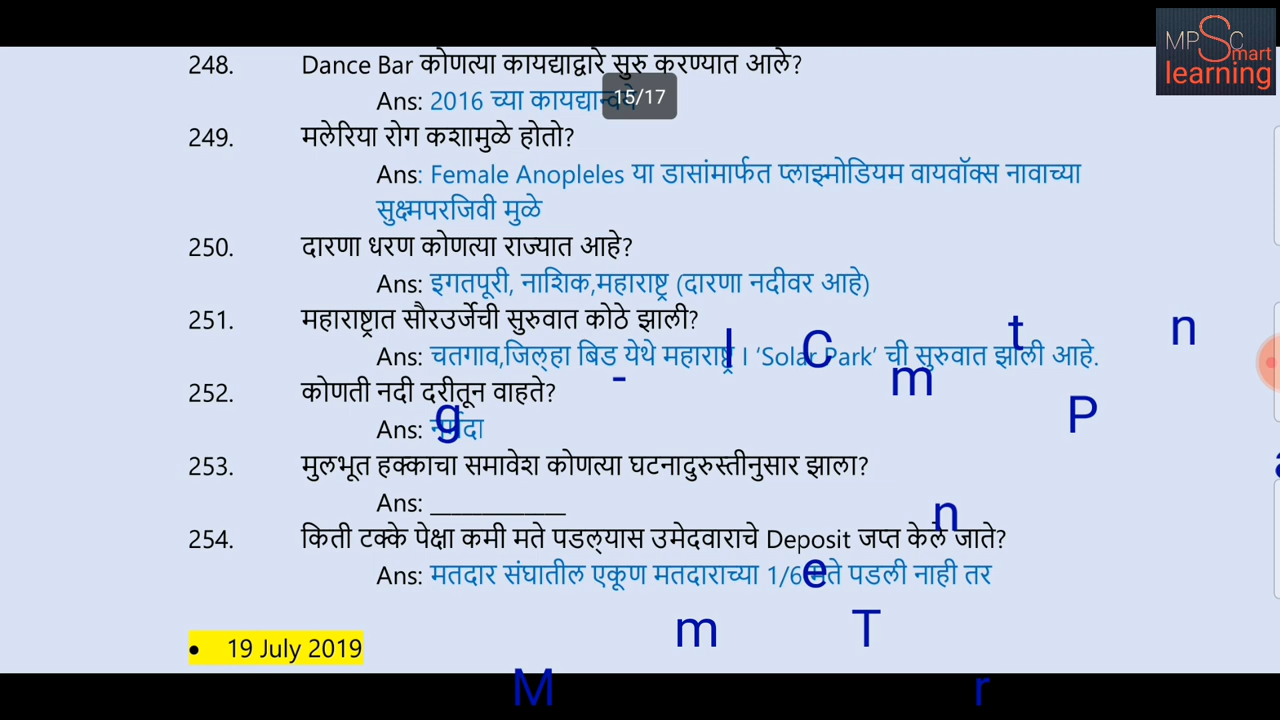 MPSC Smart
learning
248. Dance Bar कोणत्या कायद्याद्वारे सुरु करण्यात आले?
Ans: 2016 च्या कायद्यान्वये
15/17
249. मलेरिया रोग कशामुळे होतो?
Ans: Female Anopleles या डासांमार्फत प्लाझ्मोडियम वायवॉक्स नावाच्या
सुक्ष्मपरजिवी मुळे
250. दारणा धरण कोणत्या राज्यात आहे?
Ans: इगतपूरी, नाशिक,महाराष्ट्र (दारणा नदीवर आहे)
251. महाराष्ट्रात सौरउर्जेची सुरुवात कोठे झाली?
Ans: चतगाव,जिल्हा बिड येथे महाराष्ट्र । ‘Solar Park’ ची सुरुवात झाली आहे.
252. कोणती नदी दरीतून वाहते?
Ans: नर्मदा
253. मुलभूत हक्काचा समावेश कोणत्या घटनादुरुस्तीनुसार झाला?
Ans: ____________
254. किती टक्के पेक्षा कमी मते पडल्यास उमेदवाराचे Deposit जप्त केले जाते?
Ans: मतदार संघातील एकूण मतदाराच्या 1/6 मते पडली नाही तर
• 19 July 2019